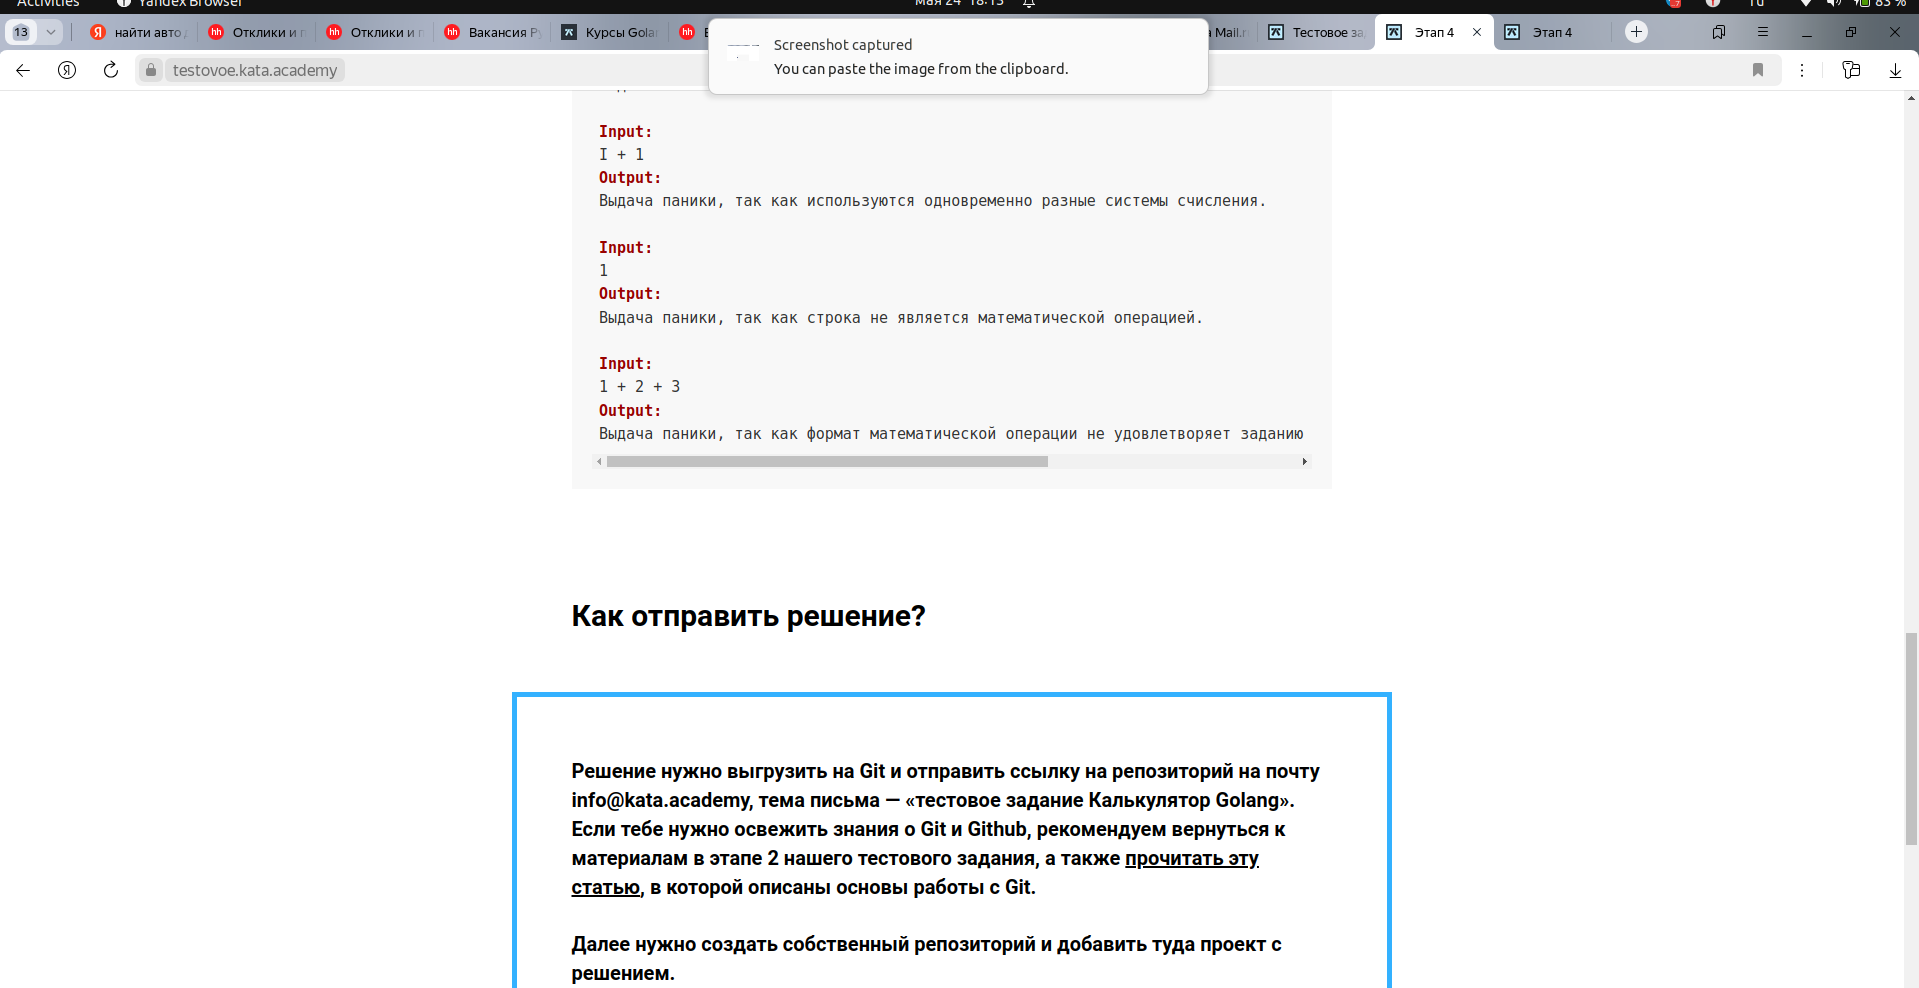 Activities Yandex Browser мая 24 18:13 83 %
13 найти авто Отклики и Отклики и Вакансия Курсы Gola Mail.r Тестовое за Этап 4 Этап 4
Screenshot captured
You can paste the image from the clipboard.
testovoe.kata.academy
Input:
I + 1
Output:
Выдача паники, так как используются одновременно разные системы счисления.
Input:
1
Output:
Выдача паники, так как строка не является математической операцией.
Input:
1 + 2 + 3
Output:
Выдача паники, так как формат математической операции не удовлетворяет заданию
Как отправить решение?
Решение нужно выгрузить на Git и отправить ссылку на репозиторий на почту
info@kata.academy, тема письма — «тестовое задание Калькулятор Golang».
Если тебе нужно освежить знания о Git и Github, рекомендуем вернуться к
материалам в этапе 2 нашего тестового задания, а также прочитать эту
статью, в которой описаны основы работы с Git.
Далее нужно создать собственный репозиторий и добавить туда проект с
решением.